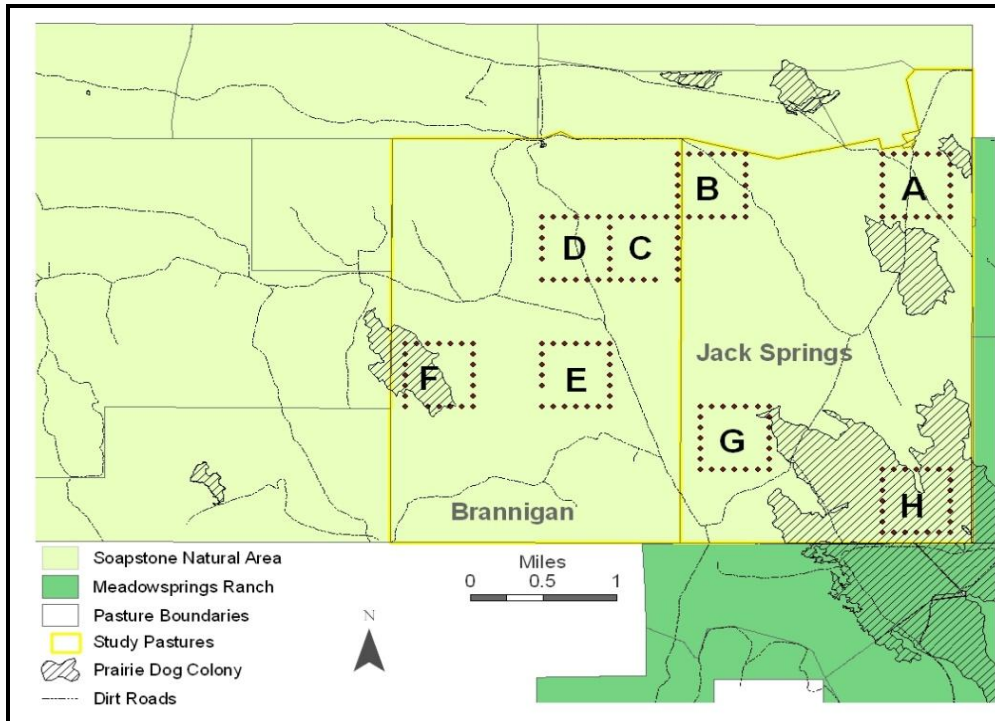 B
A
D
C
Jack Springs
F
E
G
H
Brannigan
Soapstone Natural Area
Meadowsprings Ranch
Pasture Boundaries
Study Pastures
Prairie Dog Colony
Dirt Roads
Miles
0 0.5 1
N